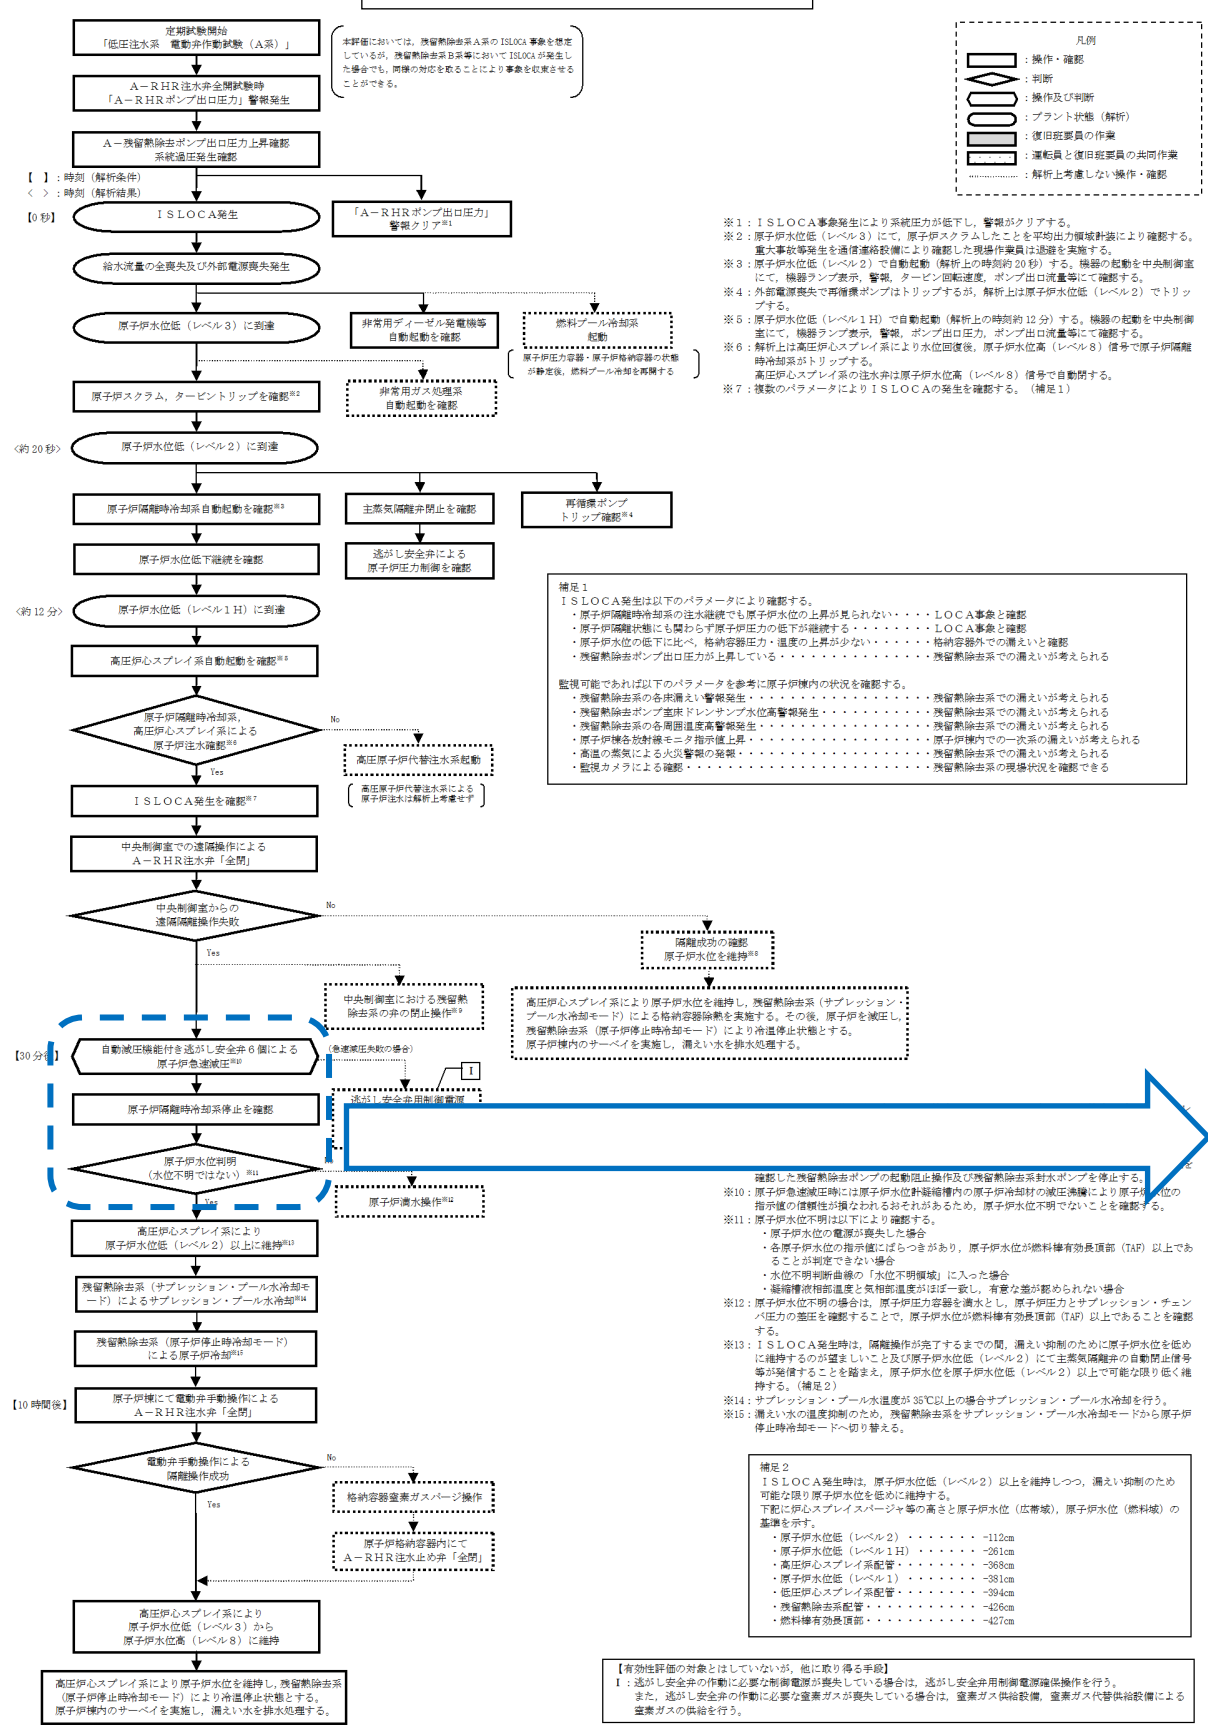 定期試験開始
「低圧注水系　電動弁作動試験（A系）」
本評価においては，残留熱除去系A系のISLOCA事象を想定
しているが，残留熱除去系B系等においてISLOCAが発生し
た場合でも，同様の対応を取ることにより事象を収束させる
ことができる。
凡例
：操作・確認
：判断
：操作及び判断
：プラント状態（解析）
：復旧班要員の作業
：運転員と復旧班要員の共同作業
：解析上考慮しない操作・確認
A－RHR注水弁全開試験時
「A－RHRポンプ出口圧力」警報発生
A－残留熱除去ポンプ出口圧力上昇確認
系統過圧発生確認
【　】：時刻（解析条件）
＜　＞：時刻（解析結果）
【0秒】
ISLOCA発生
「A－RHRポンプ出口圧力」
警報クリア※1
給水流量の全喪失及び外部電源喪失発生
原子炉水位低（レベル3）に到達
非常用ディーゼル発電機等
自動起動を確認
燃料プール冷却系
起動
原子炉圧力容器・原子炉格納容器の状態
が静定後，燃料プール冷却を再開する
原子炉スクラム，タービントリップを確認※2
非常用ガス処理系
自動起動を確認
<約20秒>
原子炉水位低（レベル2）に到達
原子炉隔離時冷却系自動起動を確認※3
主蒸気隔離弁閉止を確認
再循環ポンプ
トリップ確認※4
原子炉水位低下継続を確認
逃がし安全弁による
原子炉圧力制御を確認
<約12分>
原子炉水位低（レベル1H）に到達
高圧炉心スプレイ系自動起動を確認※5
原子炉隔離時冷却系，
高圧炉心スプレイ系による
原子炉注水確認※6
No
Yes
高圧原子炉代替注水系起動
高圧原子炉代替注水系による
原子炉注水は解析上考慮せず
ISLOCA発生を確認※7
中央制御室での遠隔操作による
A－RHR注水弁「全閉」
中央制御室からの
遠隔隔離操作失敗
No
Yes
隔離成功の確認
原子炉水位を維持※8
中央制御室における残留熱
除去系の弁の閉止操作※9
高圧炉心スプレイ系により原子炉水位を維持し，残留熱除去系（サプレッション・
プール水冷却モード）による格納容器除熱を実施する。その後，原子炉を減圧し，
残留熱除去系（原子炉停止時冷却モード）により冷温停止状態とする。
原子炉棟内のサーベイを実施し，漏えい水を排水処理する。
【30分後】
自動減圧機能付き逃がし安全弁6個による
原子炉急速減圧※10
（急速減圧失敗の場合）
I
逃がし安全弁用制御電源
原子炉隔離時冷却系停止を確認
原子炉水位判明
（水位不明ではない）※11
No
Yes
原子炉満水操作※12
高圧炉心スプレイ系により
原子炉水位低（レベル2）以上に維持※13
残留熱除去系（サプレッション・プール水冷却モ
ード）によるサプレッション・プール水冷却※14
残留熱除去系（原子炉停止時冷却モード）
による原子炉冷却※15
【10時間後】
原子炉棟にて電動弁手動操作による
A－RHR注水弁「全閉」
電動弁手動操作による
隔離操作成功
No
Yes
格納容器窒素ガスパージ操作
原子炉格納容器内にて
A－RHR注水止め弁「全閉」
高圧炉心スプレイ系により
原子炉水位低（レベル3）から
原子炉水位高（レベル8）に維持
高圧炉心スプレイ系により原子炉水位を維持し，残留熱除去系
（原子炉停止時冷却モード）により冷温停止状態とする。
原子炉棟内のサーベイを実施し，漏えい水を排水処理する。
※1：ISLOCA事象発生により系統圧力が低下し，警報がクリアする。
※2：原子炉水位低（レベル3）にて，原子炉スクラムしたことを平均出力領域計装により確認する。
重大事故等発生を通信連絡設備により確認した現場作業員は退避を実施する。
※3：原子炉水位低（レベル2）で自動起動（解析上の時刻約20秒）する。機器の起動を中央制御室
にて，機器ランプ表示，警報，タービン回転速度，ポンプ出口流量等にて確認する。
※4：外部電源喪失で再循環ポンプはトリップするが，解析上は原子炉水位低（レベル2）でトリッ
プする。
※5：原子炉水位低（レベル1H）で自動起動（解析上の時刻約12分）する。機器の起動を中央制御
室にて，機器ランプ表示，警報，ポンプ出口圧力，ポンプ出口流量等にて確認する。
※6：解析上は高圧炉心スプレイ系により水位回復後，原子炉水位高（レベル8）信号で原子炉隔離
時冷却系がトリップする。
高圧炉心スプレイ系の注水弁は原子炉水位高（レベル8）信号で自動閉する。
※7：複数のパラメータによりISLOCAの発生を確認する。（補足1）
補足1
ISLOCA発生は以下のパラメータにより確認する。
・原子炉隔離時冷却系の注水継続でも原子炉水位の上昇が見られない・・・・LOCA事象と確認
・原子炉隔離状態にも関わらず原子炉圧力の低下が継続する・・・・・・・・LOCA事象と確認
・原子炉水位の低下に比べ，格納容器圧力・温度の上昇が少ない・・・・・・格納容器外での漏えいと確認
・残留熱除去ポンプ出口圧力が上昇している・・・・・・・・・・・・・・・残留熱除去系での漏えいが考えられる
監視可能であれば以下のパラメータを参考に原子炉棟内の状況を確認する。
・残留熱除去系の各床漏えい警報発生・・・・・・・・・・・・・・・・・・残留熱除去系での漏えいが考えられる
・残留熱除去ポンプ室床ドレンサンプ水位高警報発生・・・・・・・・・・・残留熱除去系での漏えいが考えられる
・残留熱除去系の各周囲温度高警報発生・・・・・・・・・・・・・・・・・残留熱除去系での漏えいが考えられる
・原子炉棟各放射線モニタ指示値上昇・・・・・・・・・・・・・・・・・・原子炉棟内での一次系の漏えいが考えられる
・高温の蒸気による火災警報の発報・・・・・・・・・・・・・・・・・・・残留熱除去系での漏えいが考えられる
・監視カメラによる確認・・・・・・・・・・・・・・・・・・・・・・・・残留熱除去系の現場状況を確認できる
を
確認した残留熱除去ポンプの起動阻止操作及び残留熱除去系封水ポンプを停止する。
※10：原子炉急速減圧時には原子炉水位計凝縮槽内の原子炉冷却材の減圧沸騰により原子炉水位の
指示値の信頼性が損なわれるおそれがあるため，原子炉水位不明でないことを確認する。
※11：原子炉水位不明は以下により確認する。
・原子炉水位の電源が喪失した場合
・各原子炉水位の指示値にばらつきがあり，原子炉水位が燃料棒有効長頂部（TAF）以上であ
ることが判定できない場合
・水位不明判断曲線の「水位不明領域」に入った場合
・凝縮槽液相部温度と気相部温度がほぼ一致し，有意な差が認められない場合
※12：原子炉水位不明の場合は，原子炉圧力容器を満水とし，原子炉圧力とサプレッション・チェン
バ圧力の差圧を確認することで，原子炉水位が燃料棒有効長頂部（TAF）以上であることを確認
する。
※13：ISLOCA発生時は，隔離操作が完了するまでの間，漏えい抑制のために原子炉水位を低め
に維持するのが望ましいこと及び原子炉水位低（レベル2）にて主蒸気隔離弁の自動閉止信号
等が発信することを踏まえ，原子炉水位を原子炉水位低（レベル2）以上で可能な限り低く維
持する。（補足2）
※14：サプレッション・プール水温度が35℃以上の場合サプレッション・プール水冷却を行う。
※15：漏えい水の温度抑制のため，残留熱除去系をサプレッション・プール水冷却モードから原子炉
停止時冷却モードへ切り替える。
補足2
ISLOCA発生時は，原子炉水位低（レベル2）以上を維持しつつ，漏えい抑制のため
可能な限り原子炉水位を低めに維持する。
下記に炉心スプレイスパージャ等の高さと原子炉水位（広帯域），原子炉水位（燃料域）の
基準を示す。
・原子炉水位低（レベル2）・・・・・・・ -112cm
・原子炉水位低（レベル1H）・・・・・・ -261cm
・高圧炉心スプレイ系配管・・・・・・・・ -368cm
・原子炉水位低（レベル1）・・・・・・・ -381cm
・低圧炉心スプレイ系配管・・・・・・・・ -394cm
・残留熱除去系配管・・・・・・・・・・・ -426cm
・燃料棒有効長頂部・・・・・・・・・・・ -427cm
【有効性評価の対象とはしていないが，他に取り得る手段】
I：逃がし安全弁の作動に必要な制御電源が喪失している場合は，逃がし安全弁用制御電源確保操作を行う。
また，逃がし安全弁の作動に必要な窒素ガスが喪失している場合は，窒素ガス供給設備，窒素ガス代替供給設備による
窒素ガスの供給を行う。